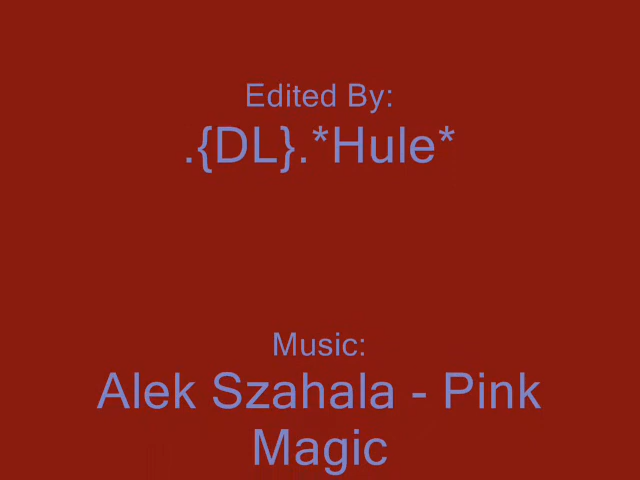 Edited By:
.{DL}.*Hule*
Music:
Alek Szahala - Pink
Magic